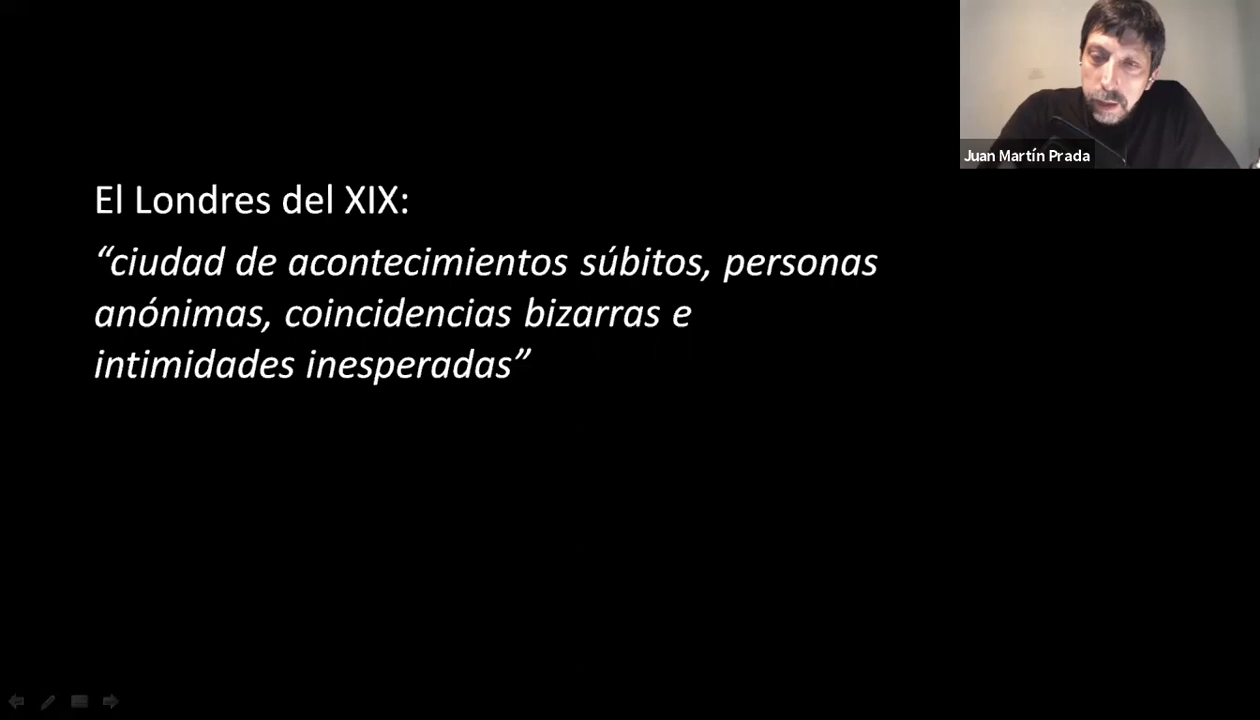 Juan Martín Prada
El Londres del XIX:
“ciudad de acontecimientos súbitos, personas
anónimas, coincidencias bizarras e
intimidades inesperadas”